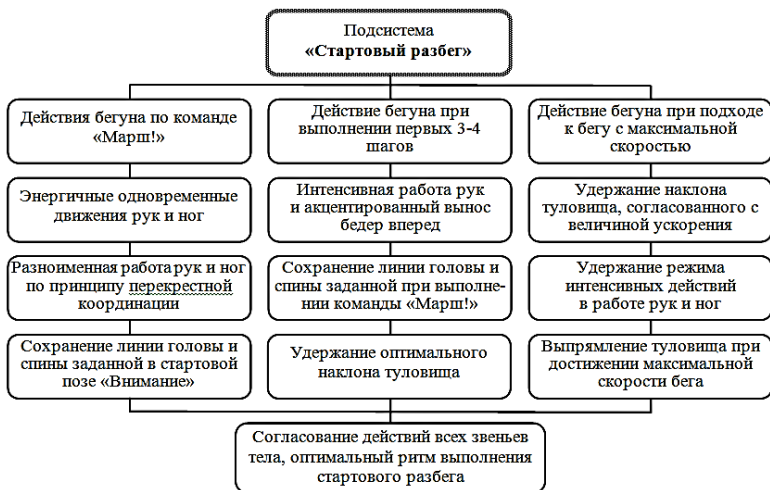 Подсистема
«Стартовый разбег»
Действия бегуна по команде
«Марш!»
Действие бегуна при
выполнении первых 3-4
шагов
Действие бегуна при подходе
к бегу с максимальной
скоростью
Энергичные одновременные
движения рук и ног
Интенсивная работа рук
и акцентированный вынос
бедер вперед
Удержание наклона
туловища, согласованного с
величиной ускорения
Разноименная работа рук и ног
по принципу перекрестной
координации
Сохранение линии головы и
спины заданной при выполне-
нии команды «Марш!»
Удержание режима
интенсивных действий
в работе рук и ног
Сохранение линии головы и
спины заданной в стартовой
позе «Внимание»
Удержание оптимального
наклона туловища
Выпрямление туловища при
достижении максимальной
скорости бега
Согласование действий всех звеньев
тела, оптимальный ритм выполнения
стартового разбега